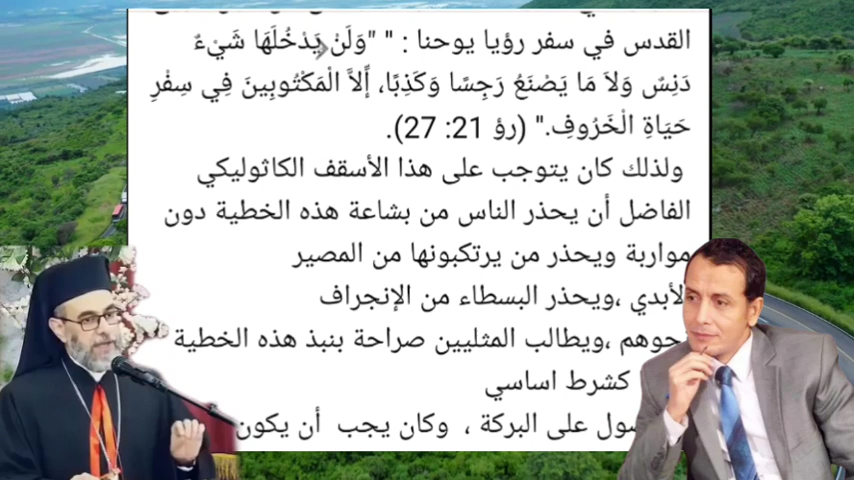 القدس في سفر رؤيا يوحنا : " "وَلَنْ يَدْخُلَهَا شَيْءٌ
دَنِسٌ وَلاَ مَا يَصْنَعُ رَجِسًا وَكَذِبًا، إِلاَّ الْمَكْتُوبِينَ فِي سِفْرِ
حَيَاةِ الْخَرُوفِ." (رؤ 21: 27).
ولذلك كان يتوجب على هذا الأسقف الكاثوليكي
الفاضل أن يحذر الناس من بشاعة هذه الخطية دون
مواربة ويحذر من يرتكبونها من المصير
الأبدي ،ويحذر البسطاء من الإنجراف
،ويطالب المثليين صراحة بنبذ هذه الخطية
كشرط اساسي
على البركة ، وكان يجب أن يكون